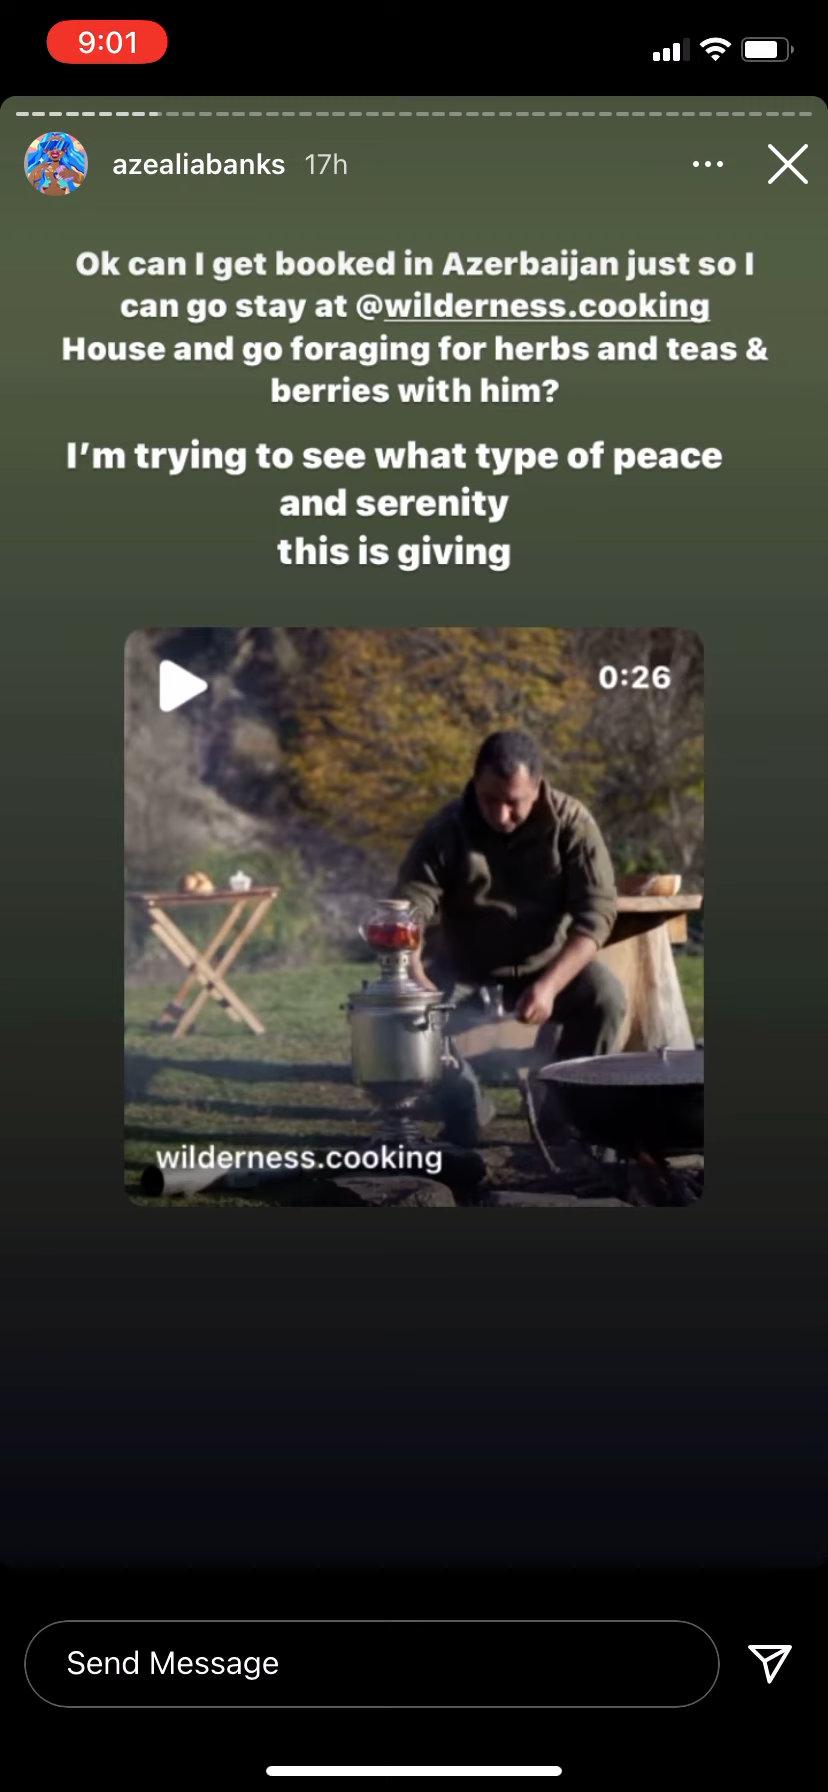 9:01
azealiabanks 17h
Ok can I get booked in Azerbaijan just so I
can go stay at @wilderness.cooking
House and go foraging for herbs and teas &
berries with him?
I’m trying to see what type of peace
and serenity
this is giving
0:26
wilderness.cooking
Send Message